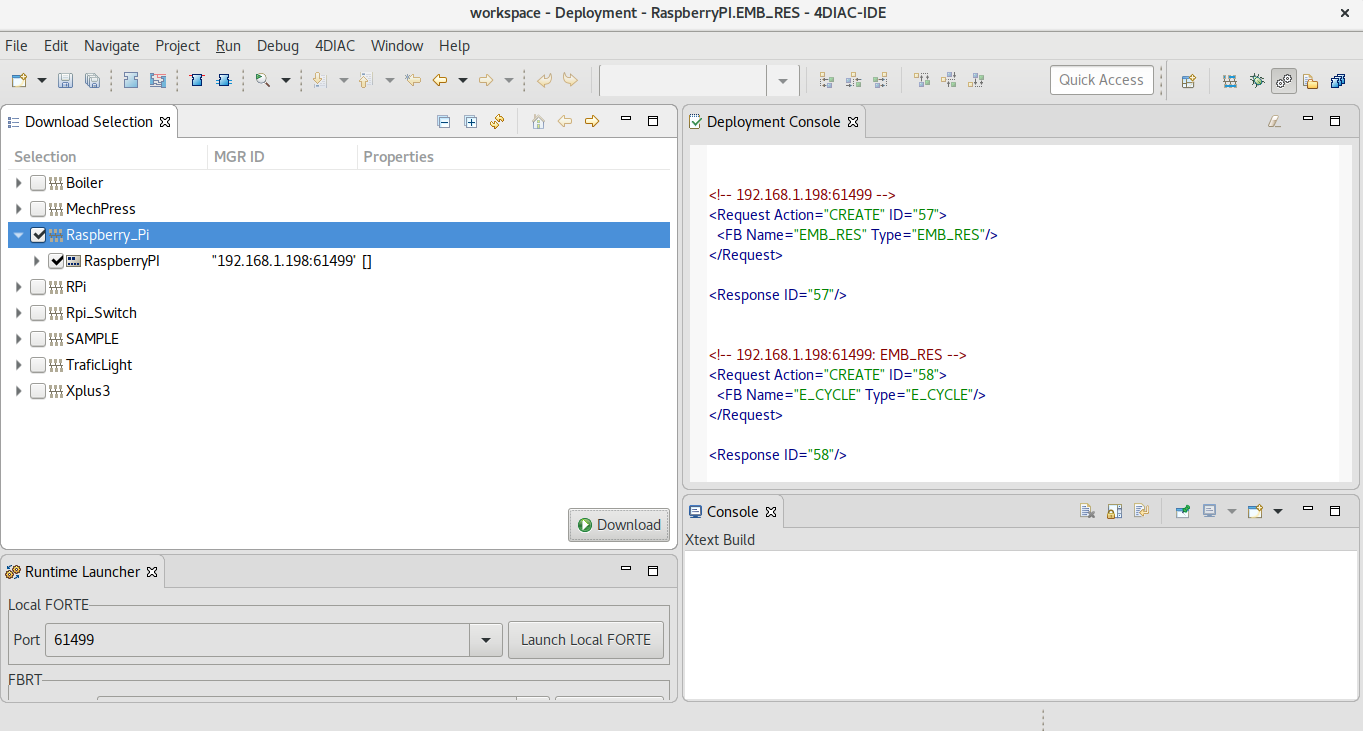 workspace - Deployment - RaspberryPI.EMB_RES - 4DIAC-IDE
File Edit Navigate Project Run Debug 4DIAC Window Help
Quick Access
Download Selection
Selection MGR ID Properties
Boiler
MechPress
Raspberry_Pi
RaspberryPI "192.168.1.198:61499" []
RPi
Rpi_Switch
SAMPLE
TraficLight
Xplus3
Download
Runtime Launcher
Local FORTE
Port 61499 Launch Local FORTE
FBRT
Deployment Console
<!-- 192.168.1.198:61499 -->
<Request Action="CREATE" ID="57">
<FB Name="EMB_RES" Type="EMB_RES"/>
</Request>
<Response ID="57"/>
<!-- 192.168.1.198:61499: EMB_RES -->
<Request Action="CREATE" ID="58">
<FB Name="E_CYCLE" Type="E_CYCLE"/>
</Request>
<Response ID="58"/>
Console
Xtext Build